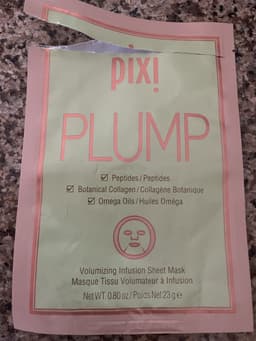 pixi
PLUMP
Peptides / Peptides
Botanical Collagen / Collagène Botanique
Omega Oils / Huiles Oméga
Volumizing Infusion Sheet Mask
Masque Tissu Volumateur à Infusion
Net WT. 0.80 oz / Poids Net 23 g e